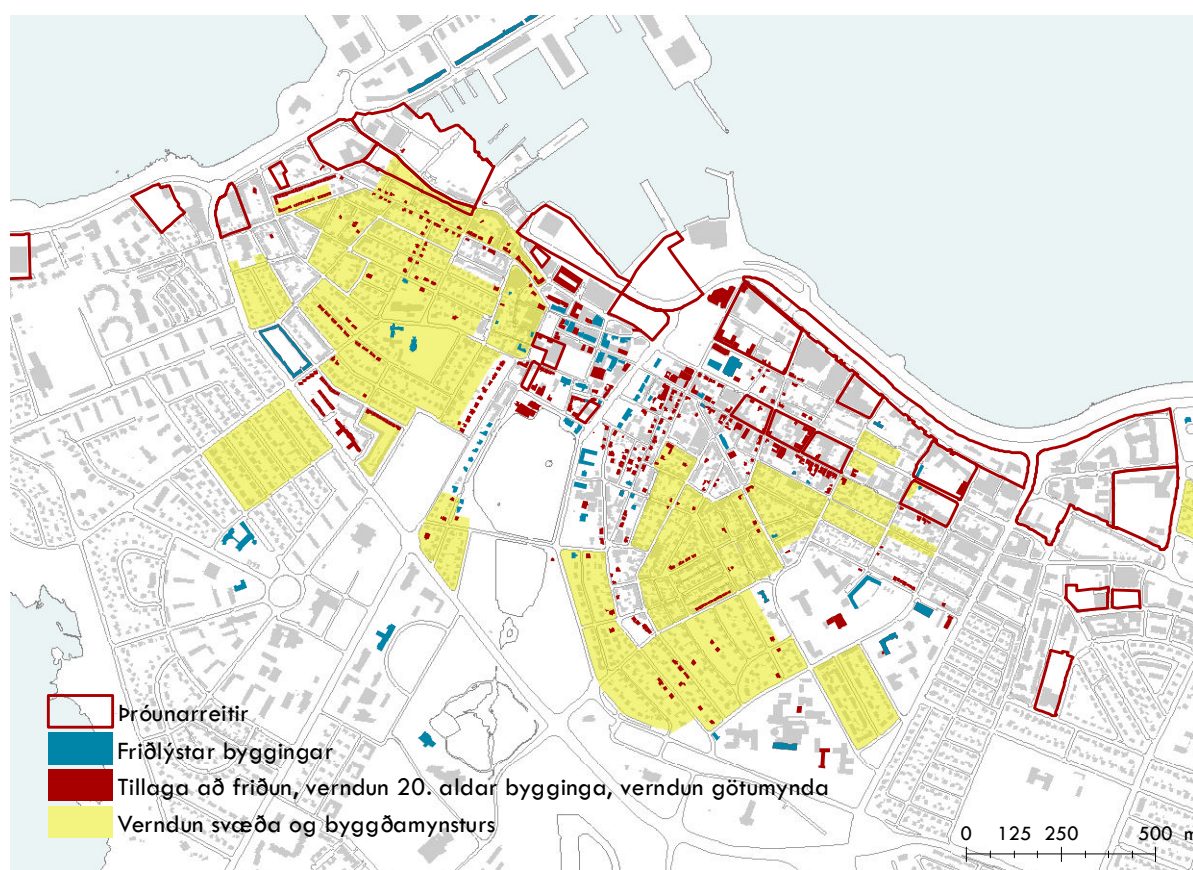 Þróunarreitir
Friðlýstar byggingar
Tillaga að friðun, verndun 20. aldar bygginga, verndun götumynda
Verndun svæða og byggðamynsturs
0 125 250 500 m